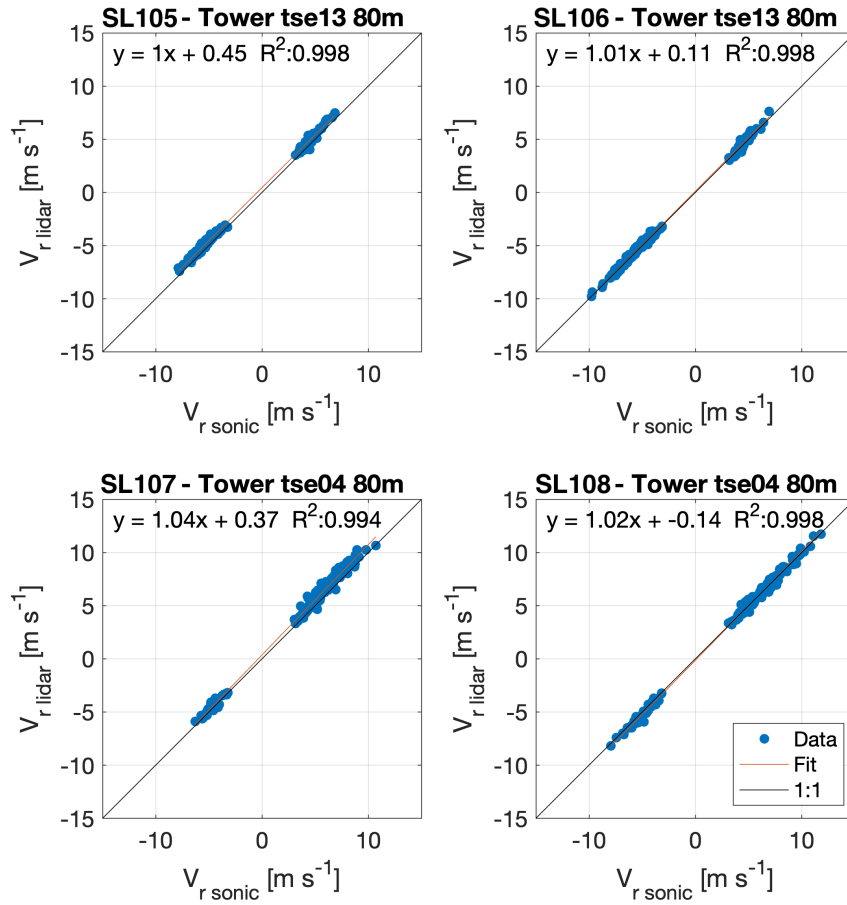 SL105 - Tower tse13 80m
y = 1x + 0.45 R²:0.998
15
10
5
0
-5
-10
-15
V_r lidar [m s⁻¹]
-10 0 10
V_r sonic [m s⁻¹]
SL106 - Tower tse13 80m
y = 1.01x + 0.11 R²:0.998
15
10
5
0
-5
-10
-15
V_r lidar [m s⁻¹]
-10 0 10
V_r sonic [m s⁻¹]
SL107 - Tower tse04 80m
y = 1.04x + 0.37 R²:0.994
15
10
5
0
-5
-10
-15
V_r lidar [m s⁻¹]
-10 0 10
V_r sonic [m s⁻¹]
SL108 - Tower tse04 80m
y = 1.02x + -0.14 R²:0.998
15
10
5
0
-5
-10
-15
V_r lidar [m s⁻¹]
Data
Fit
1:1
-10 0 10
V_r sonic [m s⁻¹]